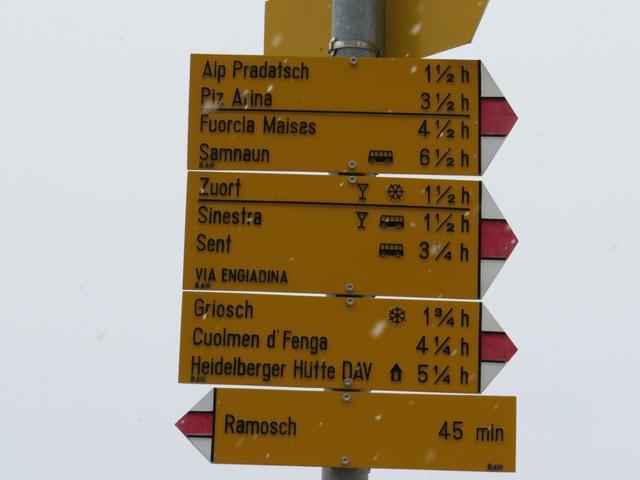 Alp Pradatsch 1½ h
Piz Arina 3½ h
Fuorcla Maises 4½ h
Samnaun 6½ h
BAW
Zuort 1½ h
Sinestra 1½ h
Sent 3¼ h
VIA ENGIADINA
BAW
Griosch 1¾ h
Cuolmen d'Fenga 4¼ h
Heidelberger Hütte DAV 5¼ h
BAW
Ramosch 45 min
BAW